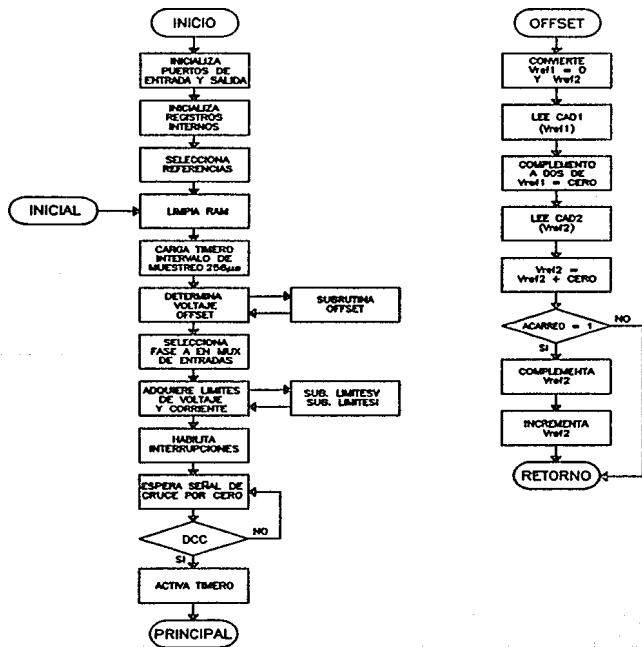 INICIO
INICIALIZA
PUERTOS DE
ENTRADA Y SALIDA
INICIALIZA
REGISTROS
INTERNOS
SELECCIONA
REFERENCIAS
INICIAL
LIMPIA RAM
CARGA TIMER0
INTERVALO DE
MUESTREO 256µs
DETERMINA
VOLTAJE
OFFSET
SUBRUTINA
OFFSET
SELECCIONA
FASE A EN MUX
DE ENTRADAS
ADQUIERE LIMITES
DE VOLTAJE
Y CORRIENTE
SUB. LIMITESV
SUB. LIMITESI
HABILITA
INTERRUPCIONES
ESPERA SEÑAL DE
CRUCE POR CERO
DCC
NO
SI
ACTIVA TIMER0
PRINCIPAL
OFFSET
CONVIERTE
Vref1 = 0
Y Vref2
LEE CAD1
(Vref1)
COMPLEMENTO
A DOS DE
Vref1 = CERO
LEE CAD2
(Vref2)
Vref2 =
Vref2 + CERO
ACARREO = 1
NO
SI
COMPLEMENTA
Vref2
INCREMENTA
Vref2
RETORNO